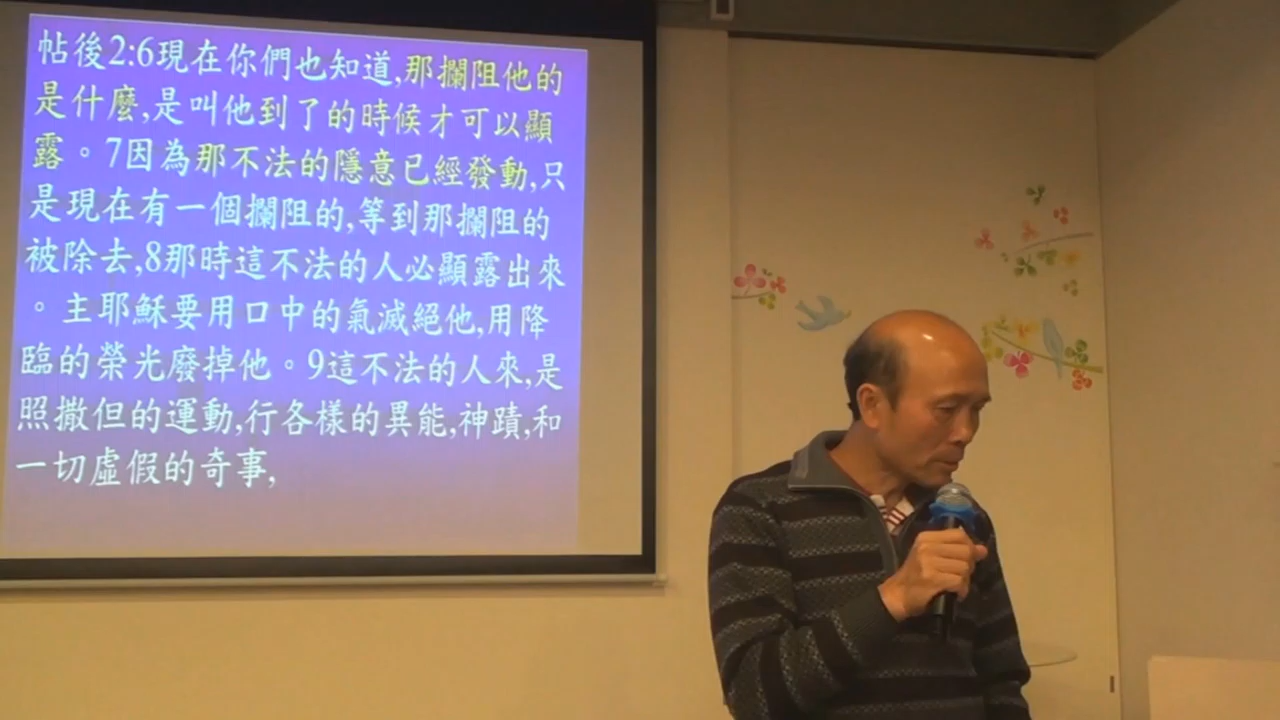 帖後2:6現在你們也知道,那攔阻他的
是什麼,是叫他到了的時候才可以顯
露。7因為那不法的隱意已經發動,只
是現在有一個攔阻的,等到那攔阻的
被除去,8那時這不法的人必顯露出來
。主耶穌要用口中的氣滅絕他,用降
臨的榮光廢掉他。9這不法的人來,是
照撒但的運動,行各樣的異能,神蹟,和
一切虛假的奇事,